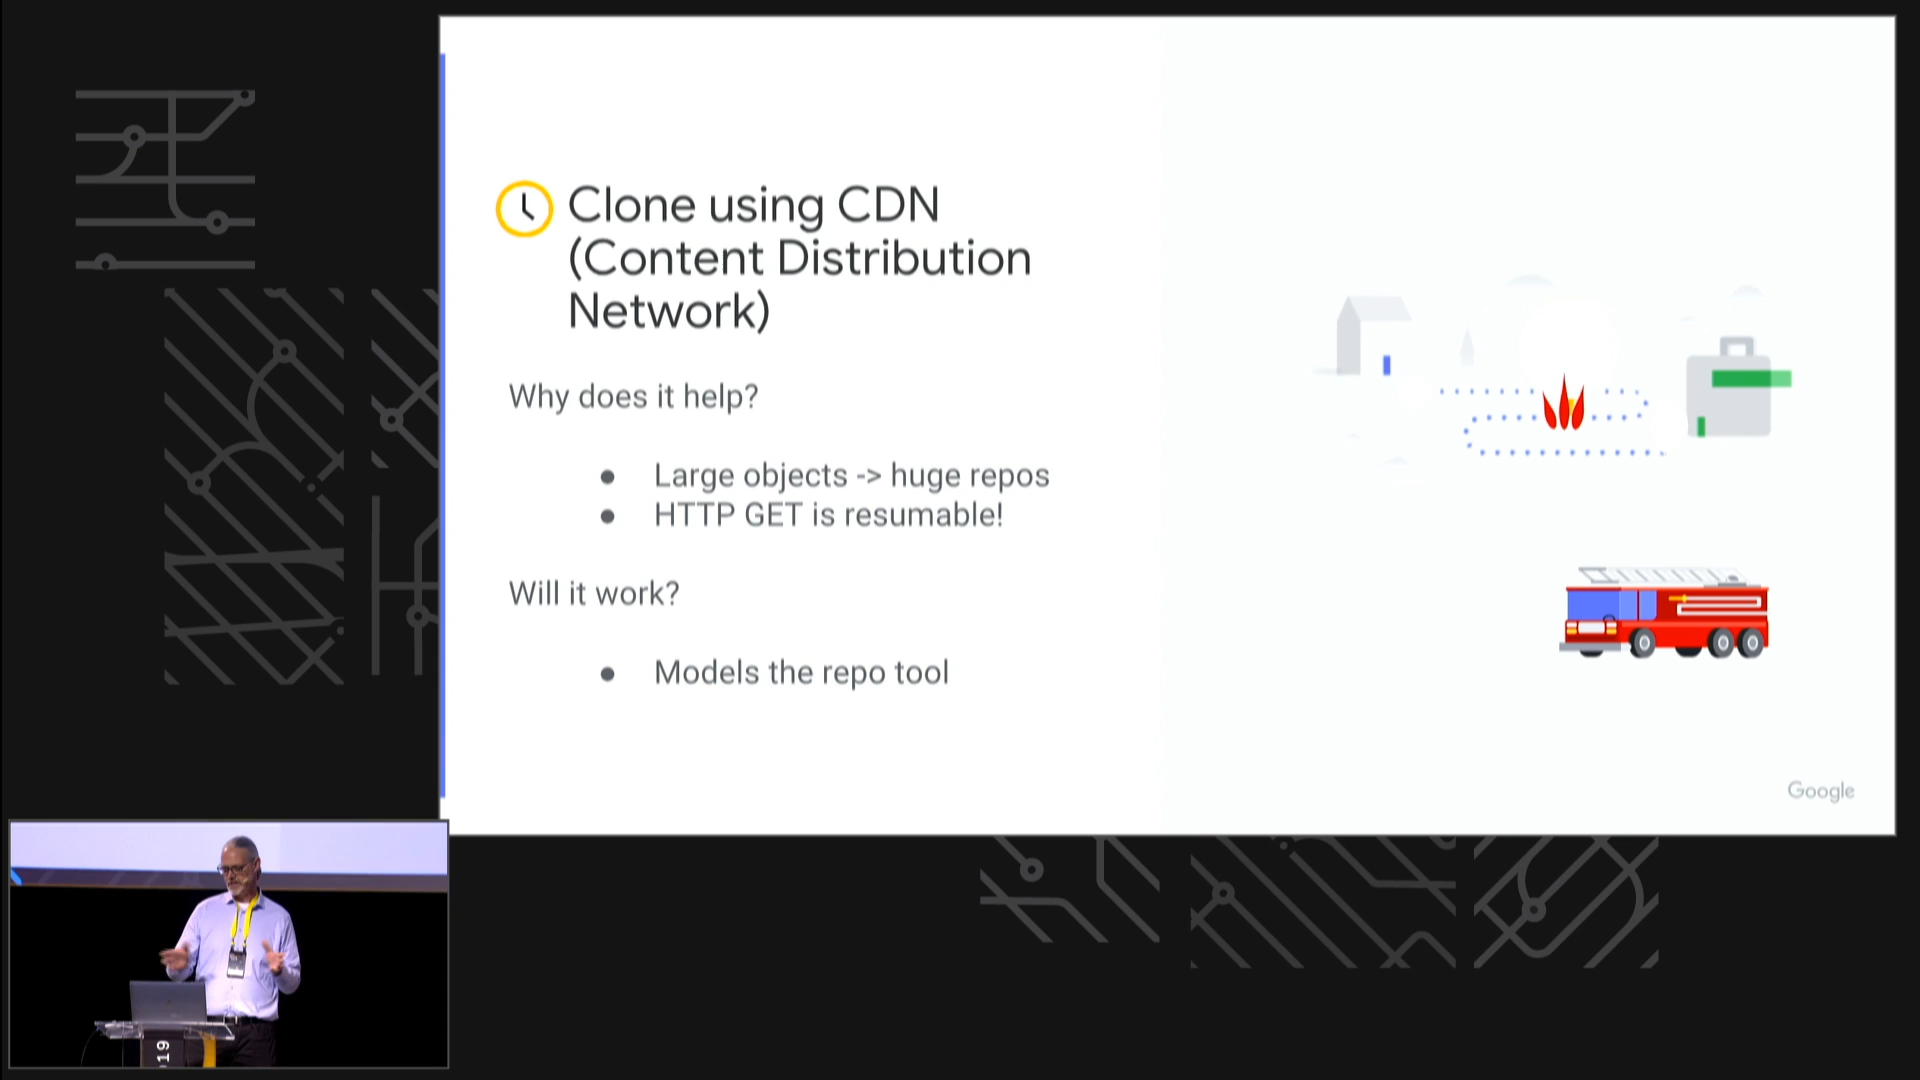 Clone using CDN
(Content Distribution
Network)
Why does it help?
● Large objects -> huge repos
● HTTP GET is resumable!
Will it work?
● Models the repo tool
Google
19